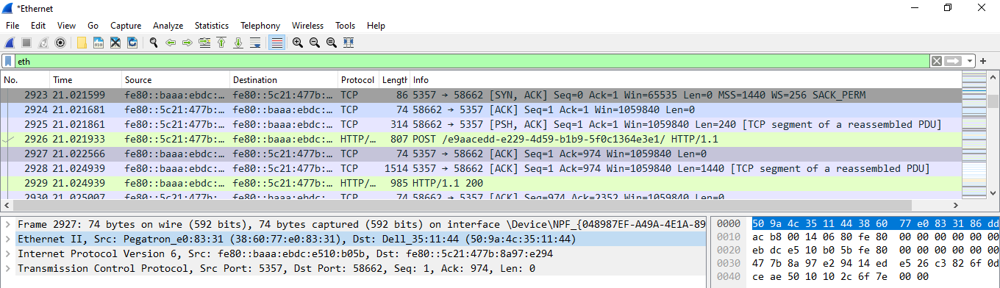 *Ethernet
File Edit View Go Capture Analyze Statistics Telephony Wireless Tools Help
eth
No. Time Source Destination Protocol Length Info
2923 21.021599 fe80::baaa:ebdc:… fe80::5c21:477b:… TCP 86 5357 → 58662 [SYN, ACK] Seq=0 Ack=1 Win=65535 Len=0 MSS=1440 WS=256 SACK_PERM
2924 21.021681 fe80::5c21:477b:… fe80::baaa:ebdc:… TCP 74 58662 → 5357 [ACK] Seq=1 Ack=1 Win=1059840 Len=0
2925 21.021861 fe80::5c21:477b:… fe80::baaa:ebdc:… TCP 314 58662 → 5357 [PSH, ACK] Seq=1 Ack=1 Win=1059840 Len=240 [TCP segment of a reassembled PDU]
2926 21.021933 fe80::5c21:477b:… fe80::baaa:ebdc:… HTTP/… 807 POST /e9aacedd-e229-4d59-b1b9-5f0c1364e3e1/ HTTP/1.1
2927 21.022566 fe80::baaa:ebdc:… fe80::5c21:477b:… TCP 74 5357 → 58662 [ACK] Seq=1 Ack=974 Win=1059840 Len=0
2928 21.024939 fe80::baaa:ebdc:… fe80::5c21:477b:… TCP 1514 5357 → 58662 [ACK] Seq=1 Ack=974 Win=1059840 Len=1440 [TCP segment of a reassembled PDU]
2929 21.024939 fe80::baaa:ebdc:… fe80::5c21:477b:… HTTP/… 985 HTTP/1.1 200
2930 21.025007 fe80::5c21:477b: fe80::baaa:ebdc: TCP 74 58662 → 5357 [ACK] Seq=974 Ack=2352 Win=1059840 Len=0
Frame 2927: 74 bytes on wire (592 bits), 74 bytes captured (592 bits) on interface \Device\NPF_{048987EF-A49A-4E1A-89
Ethernet II, Src: Pegatron_e0:83:31 (38:60:77:e0:83:31), Dst: Dell_35:11:44 (50:9a:4c:35:11:44)
Internet Protocol Version 6, Src: fe80::baaa:ebdc:e510:b05b, Dst: fe80::5c21:477b:8a97:e294
Transmission Control Protocol, Src Port: 5357, Dst Port: 58662, Seq: 1, Ack: 974, Len: 0
0000 50 9a 4c 35 11 44 38 60 77 e0 83 31 86 dd
0010 ac b8 00 14 06 80 fe 80 00 00 00 00 00 00
0020 eb dc e5 10 b0 5b fe 80 00 00 00 00 00 00
0030 47 7b 8a 97 e2 94 14 ed e5 26 c3 82 6f 0d
0040 ce ae 50 10 10 2c 6f 7e 00 00